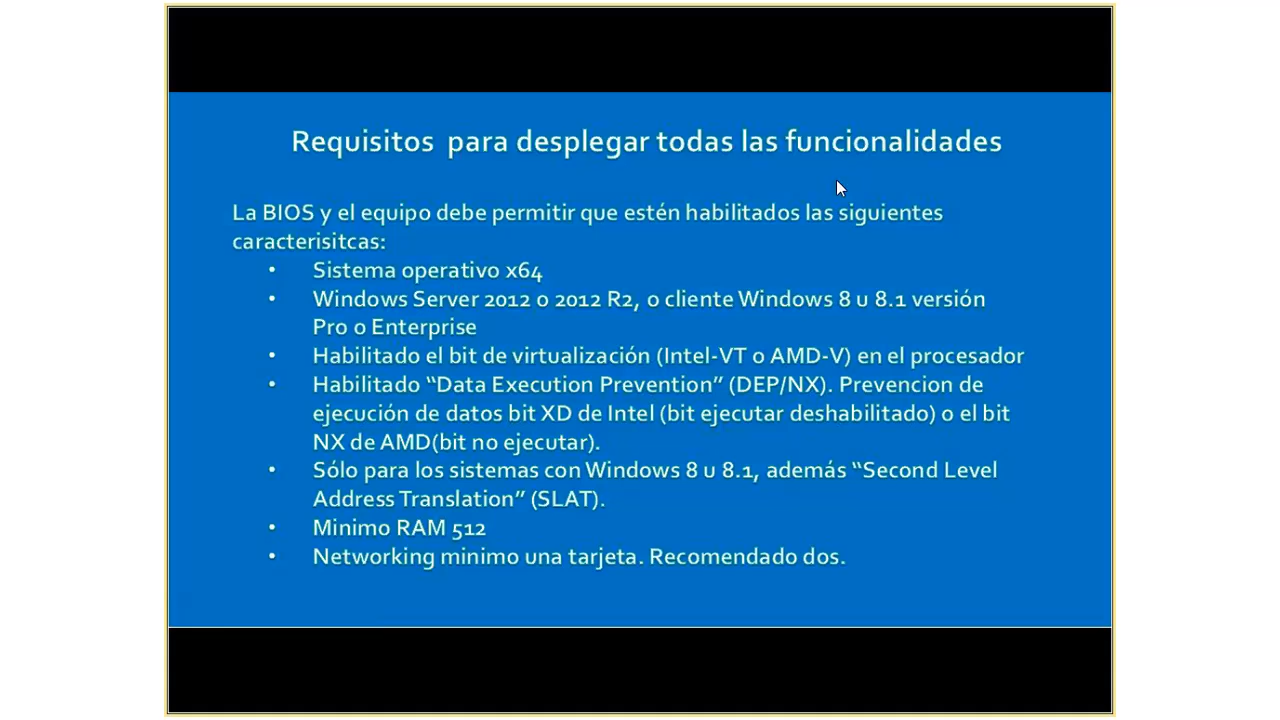 Requisitos para desplegar todas las funcionalidades
La BIOS y el equipo debe permitir que estén habilitados las siguientes
caracterisitcas:
• Sistema operativo x64
• Windows Server 2012 o 2012 R2, o cliente Windows 8 u 8.1 versión
Pro o Enterprise
• Habilitado el bit de virtualización (Intel-VT o AMD-V) en el procesador
• Habilitado “Data Execution Prevention” (DEP/NX). Prevencion de
ejecución de datos bit XD de Intel (bit ejecutar deshabilitado) o el bit
NX de AMD(bit no ejecutar).
• Sólo para los sistemas con Windows 8 u 8.1, además “Second Level
Address Translation” (SLAT).
• Minimo RAM 512
• Networking minimo una tarjeta. Recomendado dos.